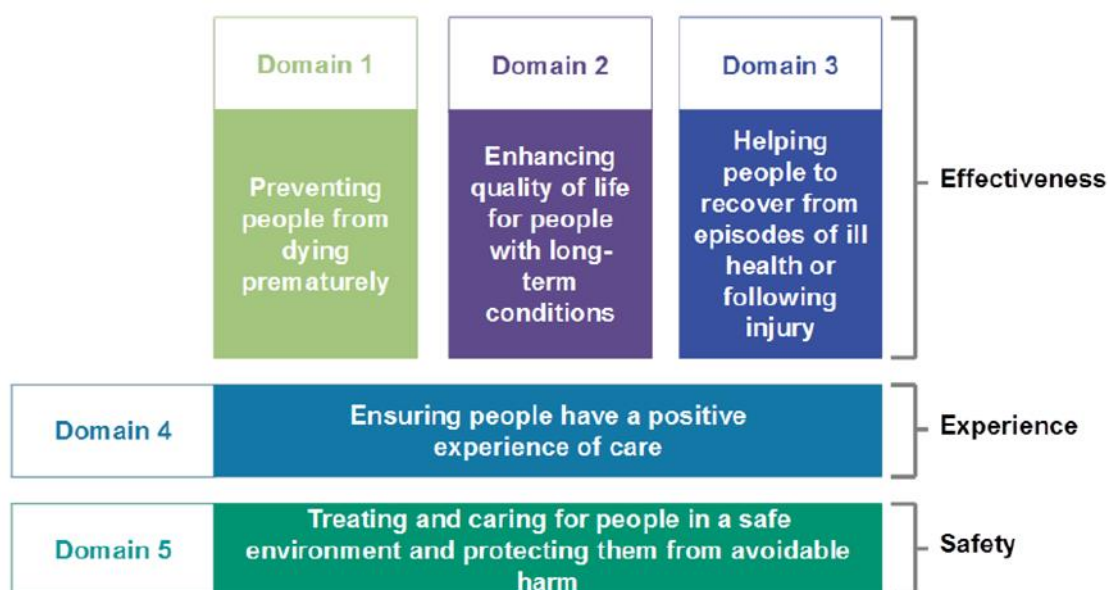 Domain 1
Preventing
people from
dying
prematurely
Domain 2
Enhancing
quality of life
for people
with long-
term
conditions
Domain 3
Helping
people to
recover from
episodes of ill
health or
following
injury
Effectiveness
Domain 4
Ensuring people have a positive
experience of care
Experience
Domain 5
Treating and caring for people in a safe
environment and protecting them from avoidable
harm
Safety